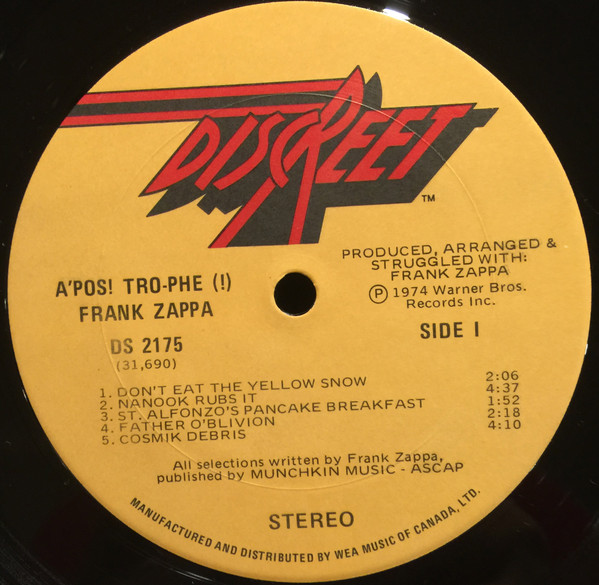 DISCREET
TM
A'POS! TRO-PHE (!)
FRANK ZAPPA
DS 2175
(31,690)
PRODUCED, ARRANGED &
STRUGGLED WITH:
FRANK ZAPPA
Ⓟ 1974 Warner Bros.
Records Inc.
SIDE I
1. DON'T EAT THE YELLOW SNOW 2:06
2. NANOOK RUBS IT 4:37
3. ST. ALFONZO'S PANCAKE BREAKFAST 1:52
4. FATHER O'BLIVION 2:18
5. COSMIK DEBRIS 4:10
All selections written by Frank Zappa,
published by MUNCHKIN MUSIC - ASCAP
STEREO
MANUFACTURED AND DISTRIBUTED BY WEA MUSIC OF CANADA, LTD.